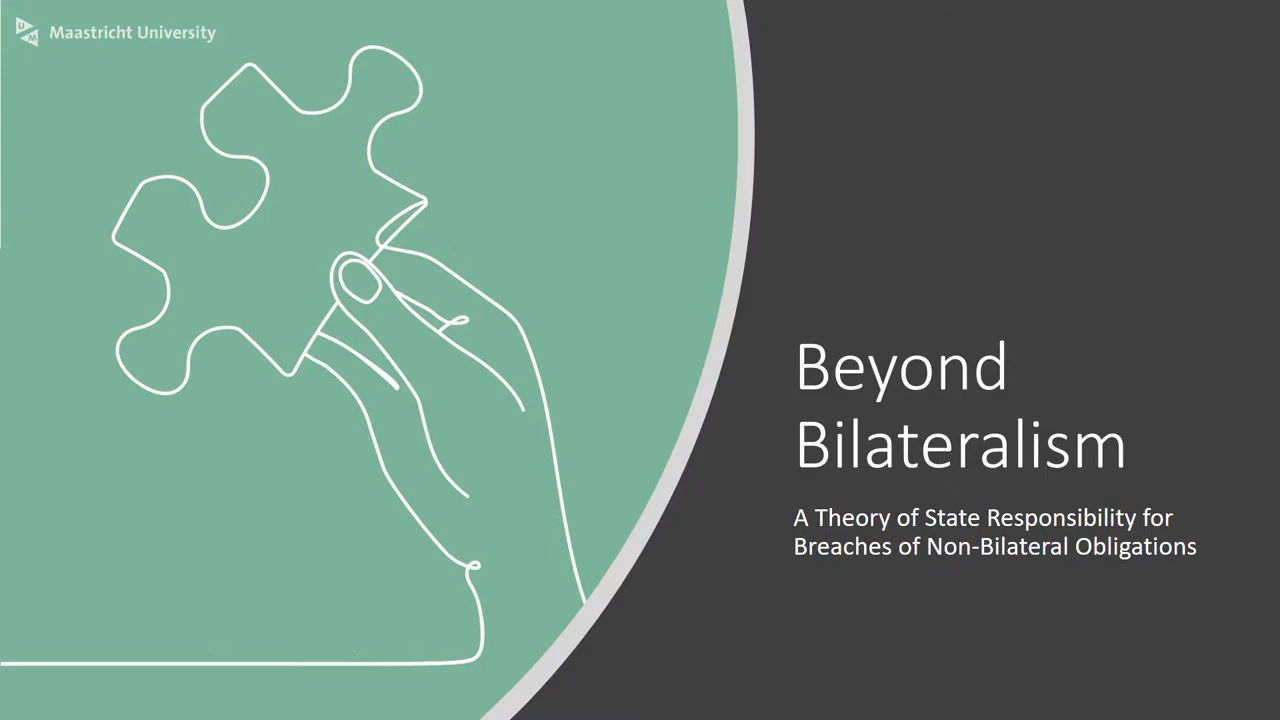 Maastricht University
Beyond
Bilateralism
A Theory of State Responsibility for
Breaches of Non-Bilateral Obligations